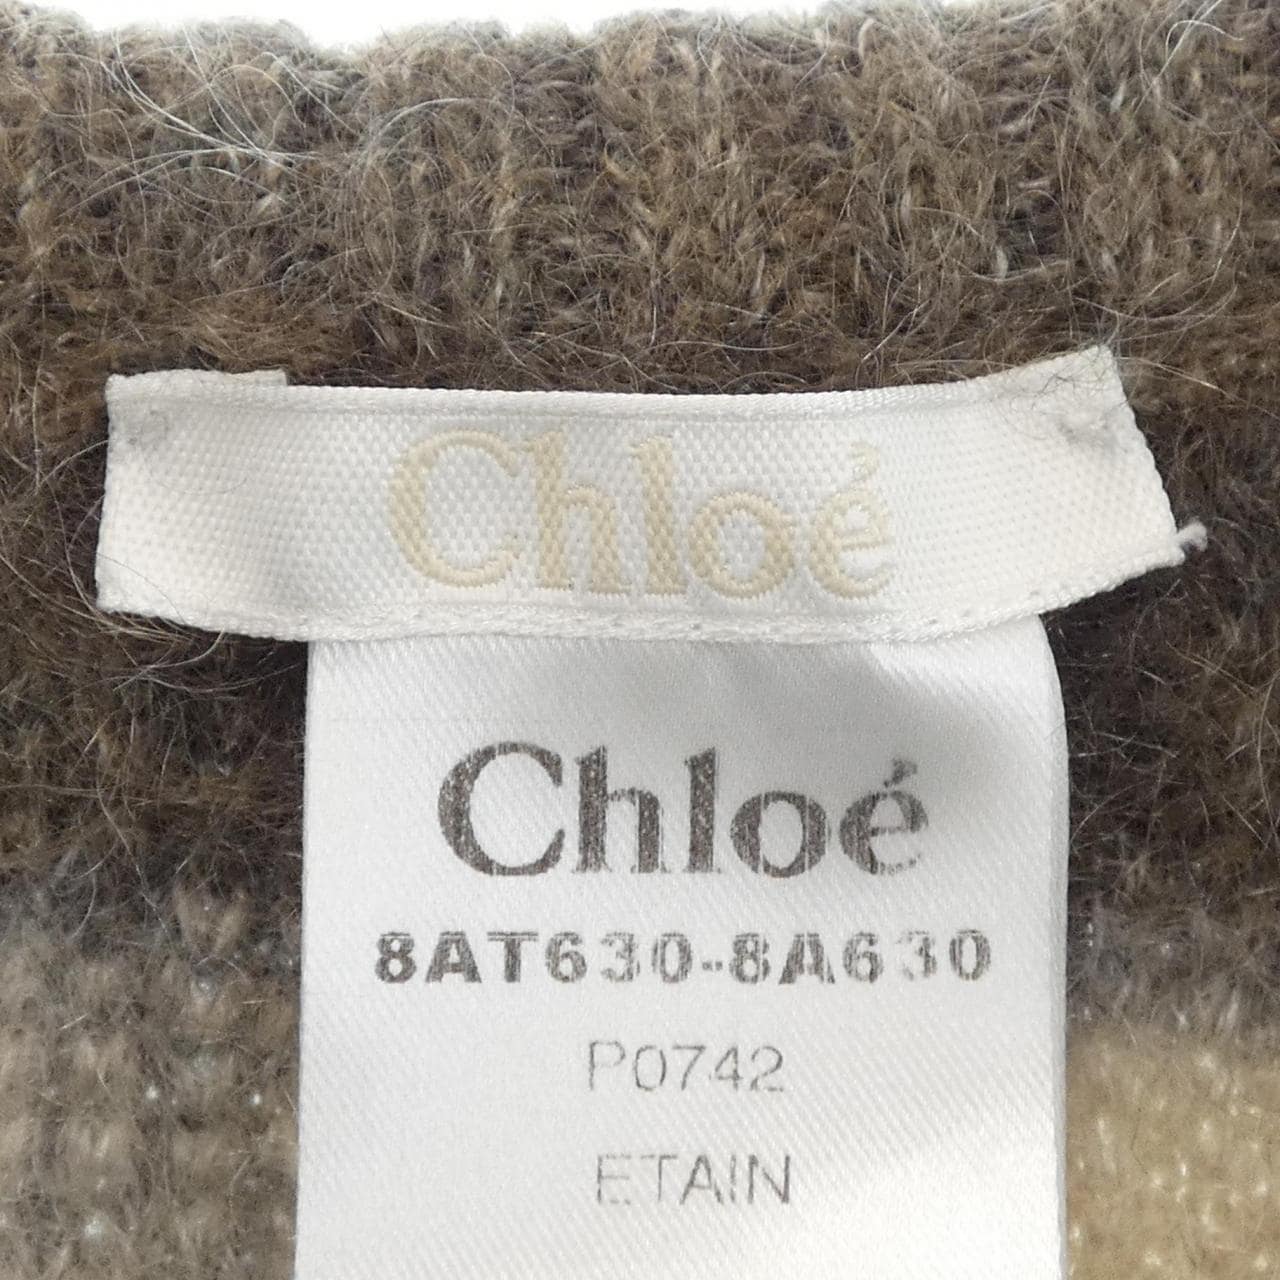 Chloé
Chloé
8AT630-8A630
P0742
ETAIN